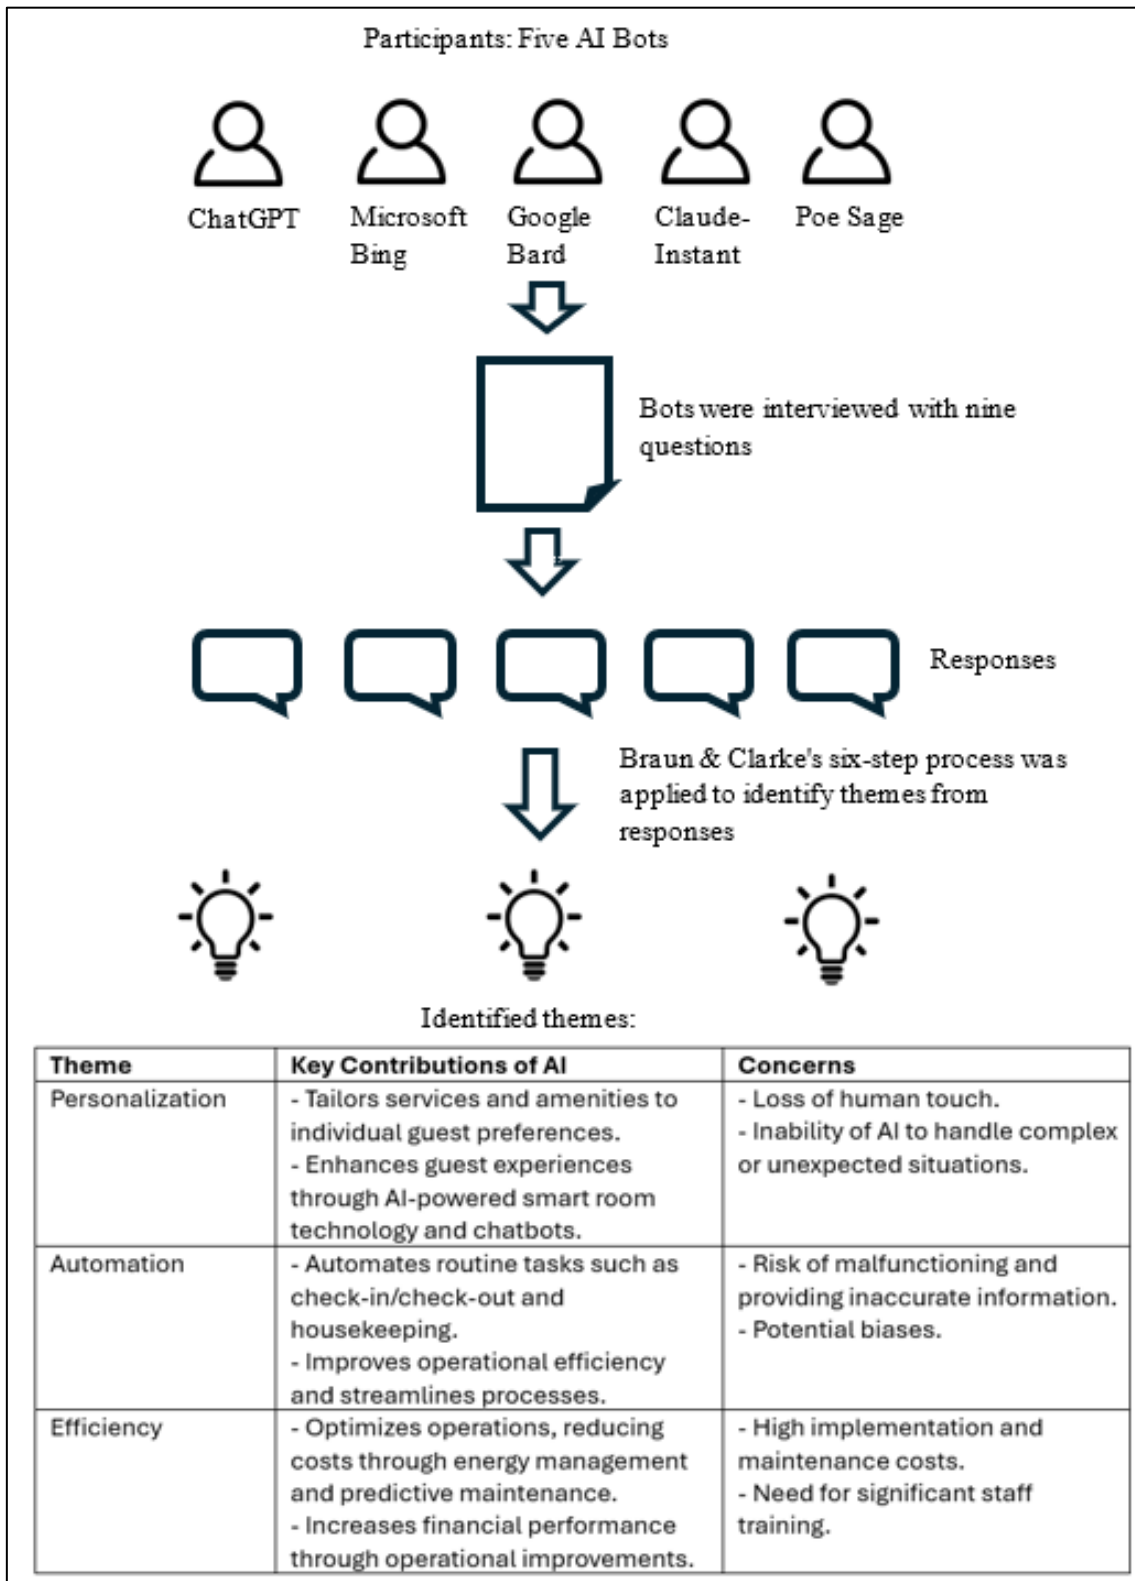 Participants: Five AI Bots
ChatGPT
Microsoft
Bing
Google
Bard
Claude-
Instant
Poe Sage
Bots were interviewed with nine
questions
Responses
Braun & Clarke's six-step process was
applied to identify themes from
responses
Identified themes:
Theme
Key Contributions of AI
Concerns
Personalization
- Tailors services and amenities to
individual guest preferences.
- Enhances guest experiences
through AI-powered smart room
technology and chatbots.
- Loss of human touch.
- Inability of AI to handle complex
or unexpected situations.
Automation
- Automates routine tasks such as
check-in/check-out and
housekeeping.
- Improves operational efficiency
and streamlines processes.
- Risk of malfunctioning and
providing inaccurate information.
- Potential biases.
Efficiency
- Optimizes operations, reducing
costs through energy management
and predictive maintenance.
- Increases financial performance
through operational improvements.
- High implementation and
maintenance costs.
- Need for significant staff
training.